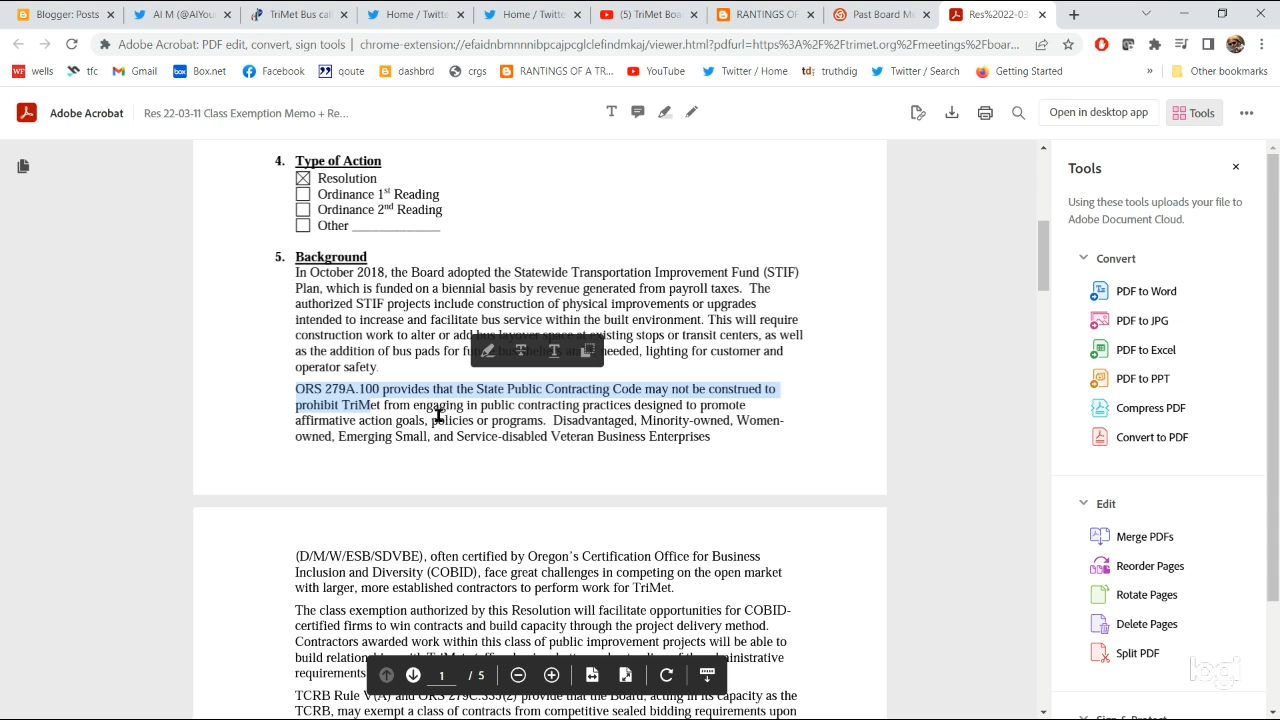 Blogger: Posts
AI M (@AIYour
TriMet Bus call
Home / Twitte
Home / Twitte
(5) TriMet Boa
RANTINGS OF
Past Board Me
Res%2022-03
Adobe Acrobat: PDF edit, convert, sign tools | chrome-extension://efaidnbmnnnibpcajpcglclefindmkaj/viewer.html?pdfurl=https%3A%2F%2Ftrimet.org%2Fmeetings%2Fboar...
wells
tfc
Gmail
Box.net
Facebook
qoute
dashbrd
crgs
RANTINGS OF A TR...
YouTube
Twitter / Home
truthdig
Twitter / Search
Getting Started
»
Other bookmarks
Adobe Acrobat
Res 22-03-11 Class Exemption Memo + Re...
Open in desktop app
Tools
4. Type of Action
Resolution
Ordinance 1st Reading
Ordinance 2nd Reading
Other
5. Background
In October 2018, the Board adopted the Statewide Transportation Improvement Fund (STIF)
Plan, which is funded on a biennial basis by revenue generated from payroll taxes. The
authorized STIF projects include construction of physical improvements or upgrades
intended to increase and facilitate bus service within the built environment. This will require
construction work to alter or add bus layover space at existing stops or transit centers, as well
as the addition of bus pads for needed, lighting for customer and
operator safety.
ORS 279A.100 provides that the State Public Contracting Code may not be construed to
prohibit TriMet from engaging in public contracting practices designed to promote
affirmative action goals, policies or programs. Disadvantaged, Minority-owned, Women-
owned, Emerging Small, and Service-disabled Veteran Business Enterprises
(D/M/W/ESB/SDVBE), often certified by Oregon's Certification Office for Business
Inclusion and Diversity (COBID), face great challenges in competing on the open market
with larger, more established contractors to perform work for TriMet.
The class exemption authorized by this Resolution will facilitate opportunities for COBID-
certified firms to win contracts and build capacity through the project delivery method.
Contractors awarded work within this class of public improvement projects will be able to
build
requirements
TCRB Rule
TCRB, may exempt a class of contracts from competitive sealed bidding requirements upon
1 / 5
Tools
Using these tools uploads your file to
Adobe Document Cloud.
Convert
PDF to Word
PDF to JPG
PDF to Excel
PDF to PPT
Compress PDF
Convert to PDF
Edit
Merge PDFs
Reorder Pages
Rotate Pages
Delete Pages
Split PDF
logi